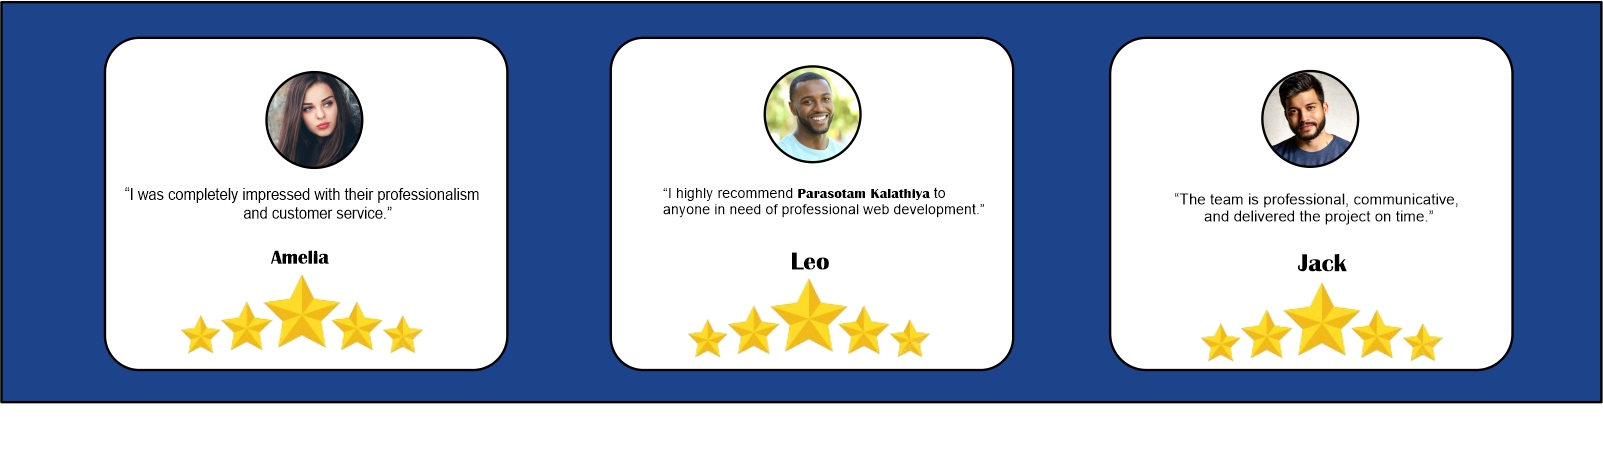 “I was completely impressed with their professionalism
and customer service.”
Amelia
“I highly recommend Parasotam Kalathiya to
anyone in need of professional web development.”
Leo
“The team is professional, communicative,
and delivered the project on time.”
Jack